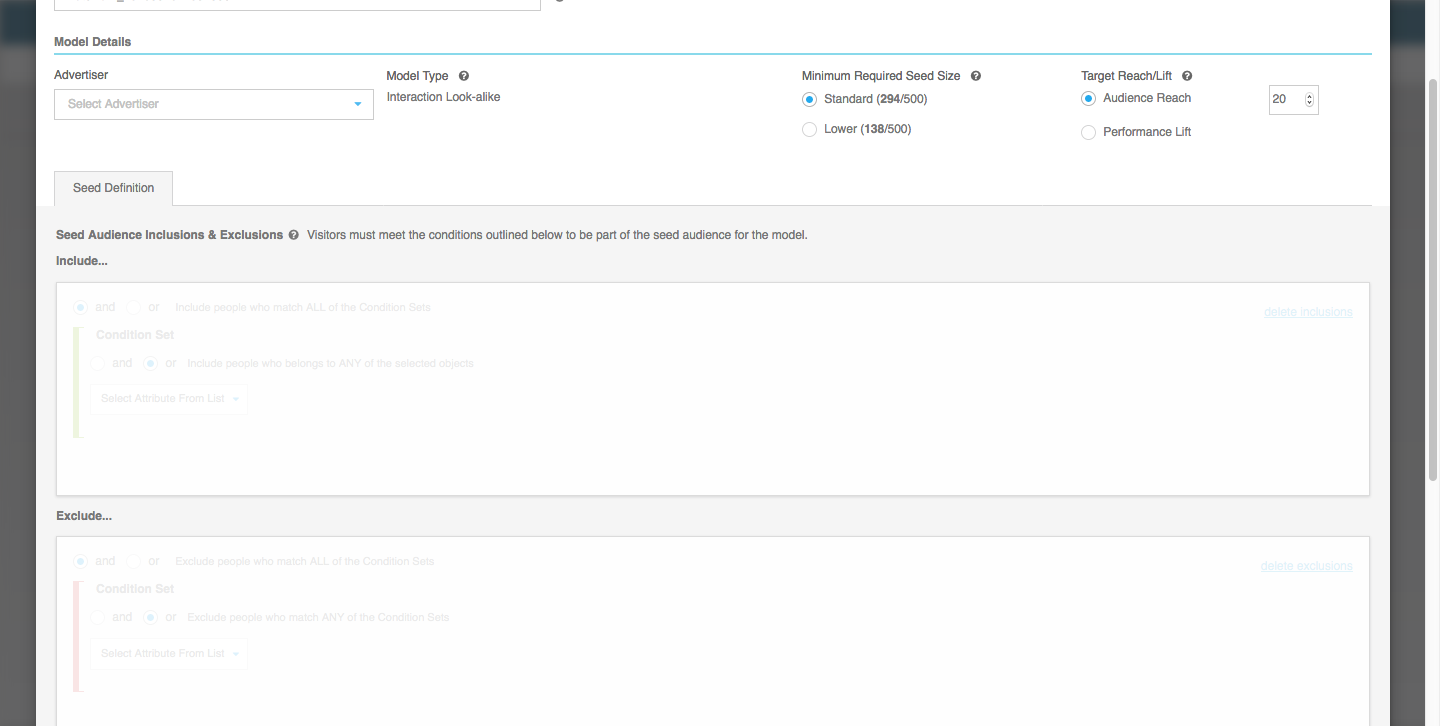 Model Details
Advertiser
Select Advertiser
Model Type
Interaction Look-alike
Minimum Required Seed Size
Standard (294/500)
Lower (138/500)
Target Reach/Lift
Audience Reach
20
Performance Lift
Seed Definition
Seed Audience Inclusions & Exclusions Visitors must meet the conditions outlined below to be part of the seed audience for the model.
Include...
and or Include people who match ALL of the Condition Sets
delete inclusions
Condition Set
and or Include people who belongs to ANY of the selected objects
Select Attribute From List
Exclude...
and or Exclude people who match ALL of the Condition Sets
delete exclusions
Condition Set
and or Exclude people who match ANY of the Condition Sets
Select Attribute From List